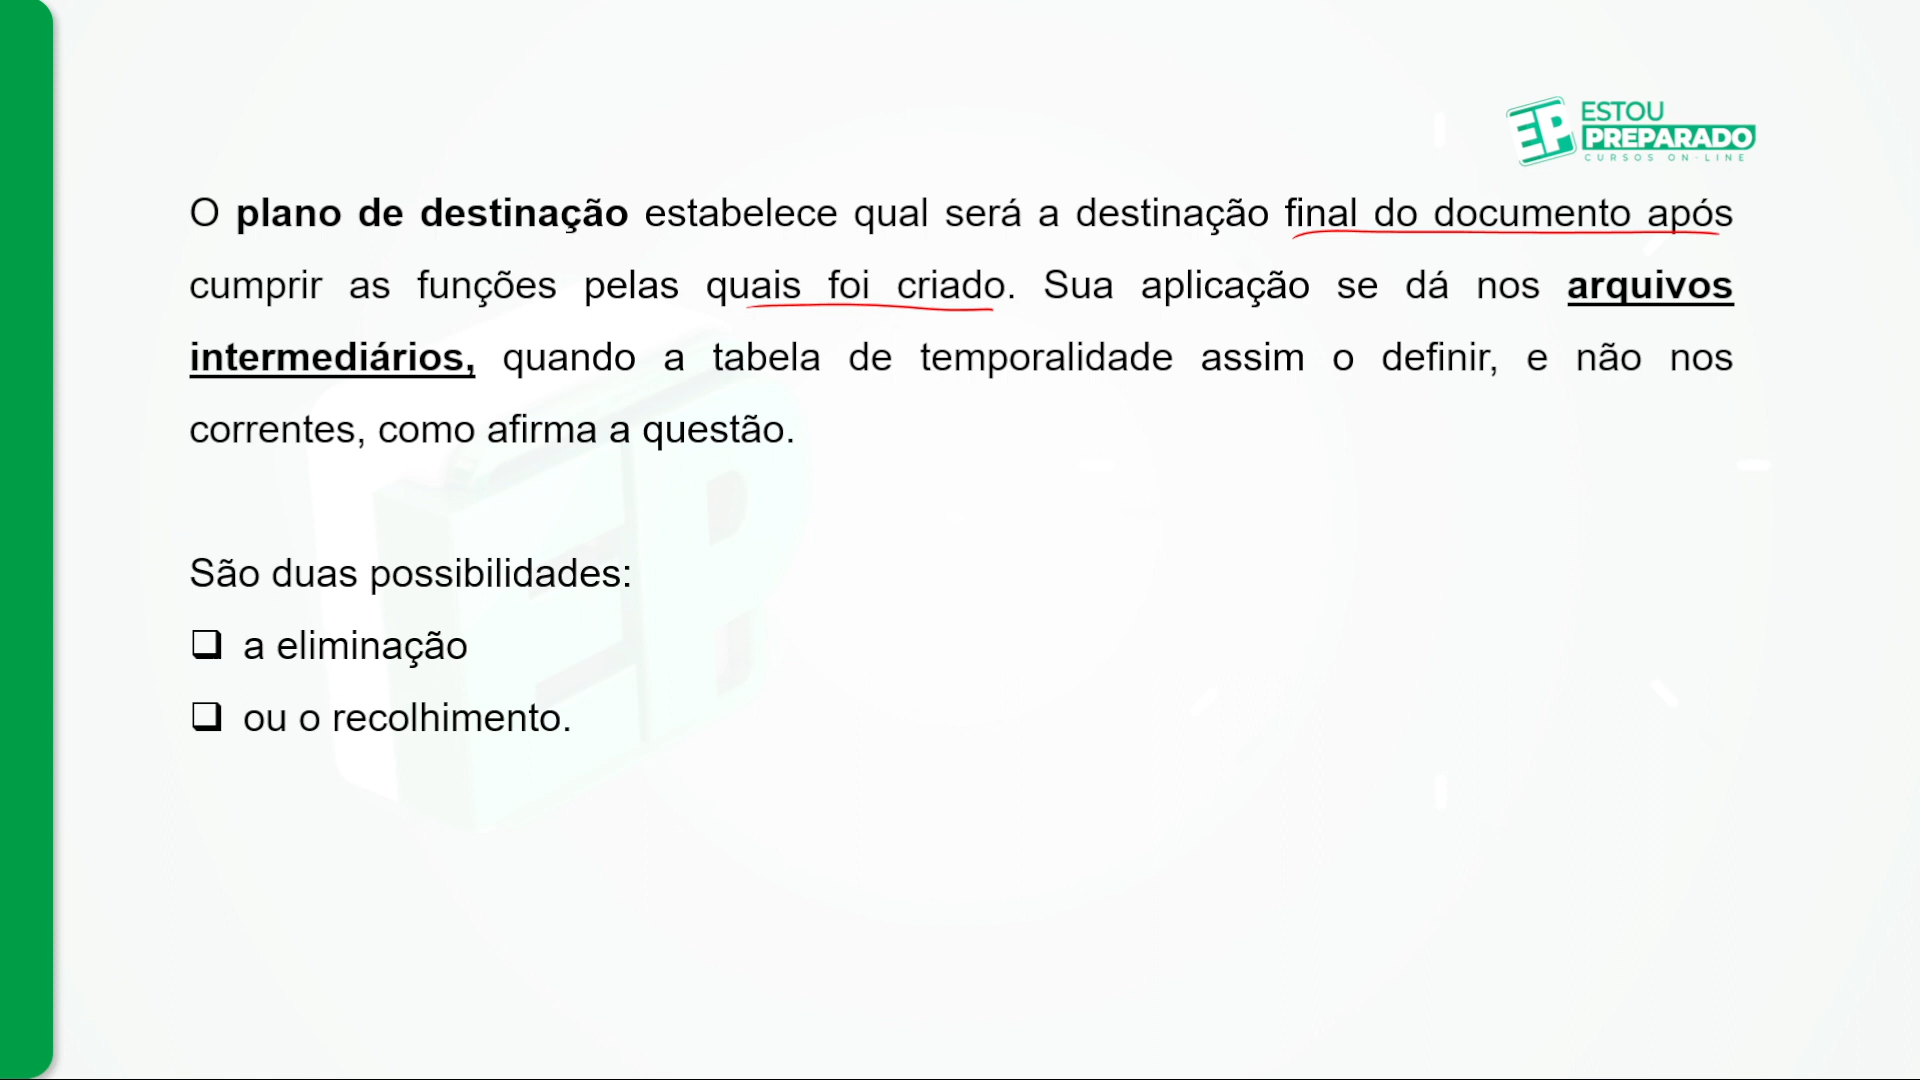 ESTOU
EP PREPARADO
CURSOS ON-LINE
O plano de destinação estabelece qual será a destinação final do documento após
cumprir as funções pelas quais foi criado. Sua aplicação se dá nos arquivos
intermediários, quando a tabela de temporalidade assim o definir, e não nos
correntes, como afirma a questão.
São duas possibilidades:
❑ a eliminação
❑ ou o recolhimento.
EP